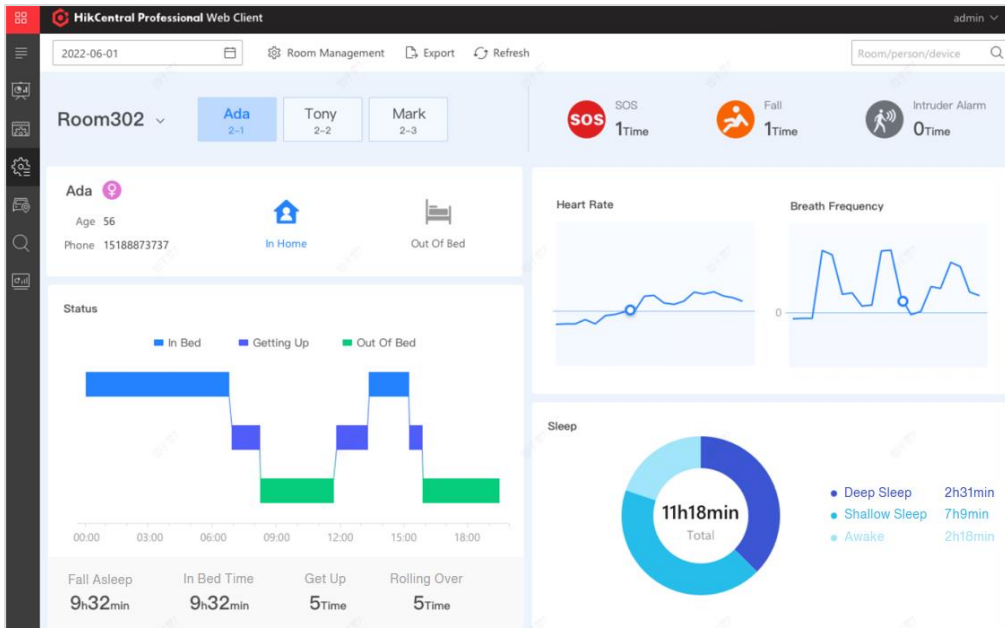 HikCentral Professional Web Client
admin
2022-06-01
Room Management
Export
Refresh
Room/person/device
Room302
Ada
2-1
Tony
2-2
Mark
2-3
SOS
SOS
1Time
Fall
1Time
Intruder Alarm
0Time
Ada
Age 56
Phone 15188873737
In Home
Out Of Bed
Heart Rate
Breath Frequency
0
Status
In Bed
Getting Up
Out Of Bed
00:00 03:00 06:00 09:00 12:00 15:00 18:00
Fall Asleep
9h32min
In Bed Time
9h32min
Get Up
5Time
Rolling Over
5Time
Sleep
11h18min
Total
Deep Sleep 2h31min
Shallow Sleep 7h9min
Awake 2h18min